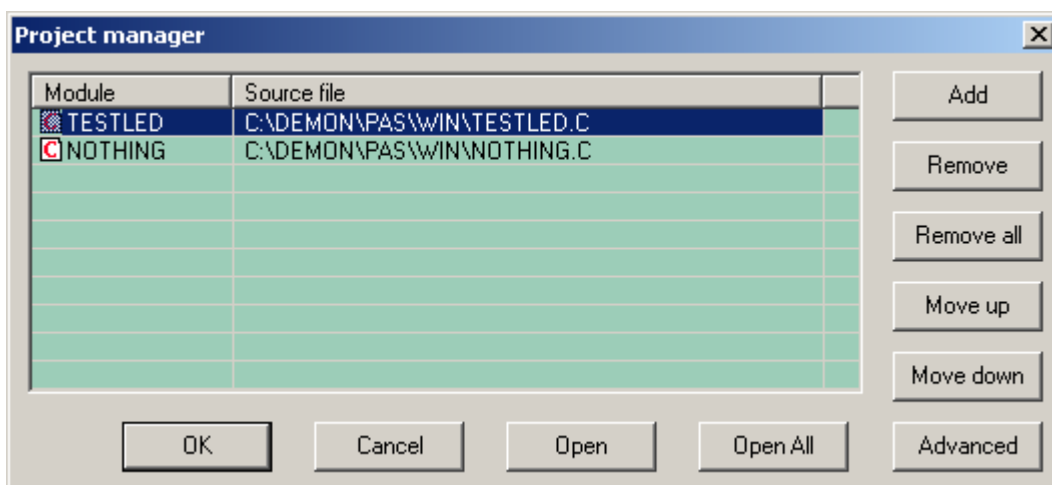 Project manager
Module Source file
TESTLED C:\DEMON\PAS\WIN\TESTLED.C
C NOTHING C:\DEMON\PAS\WIN\NOTHING.C
Add
Remove
Remove all
Move up
Move down
OK Cancel Open Open All Advanced